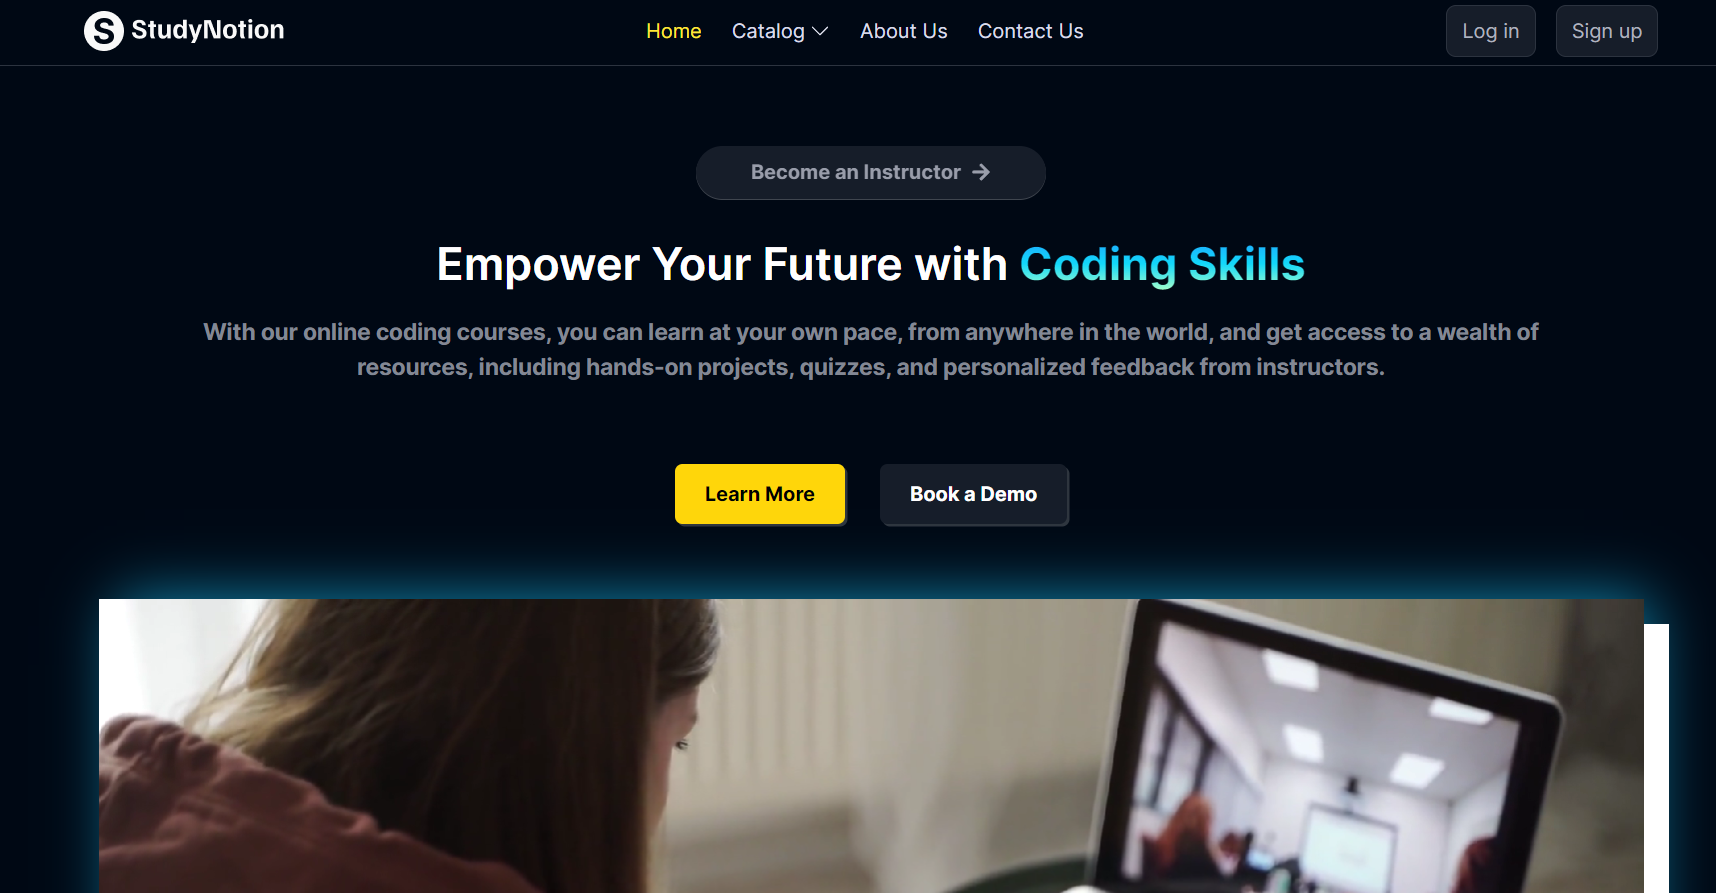 StudyNotion
Home
Catalog
About Us
Contact Us
Log in
Sign up
Become an Instructor →
Empower Your Future with Coding Skills
With our online coding courses, you can learn at your own pace, from anywhere in the world, and get access to a wealth of
resources, including hands-on projects, quizzes, and personalized feedback from instructors.
Learn More
Book a Demo